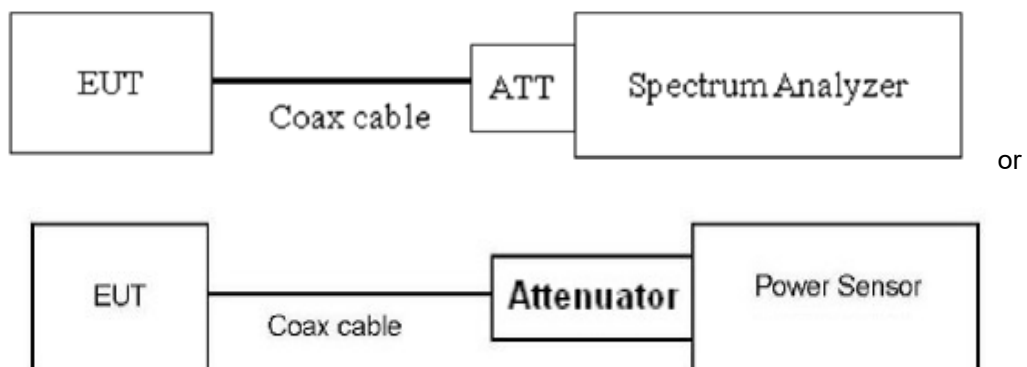 EUT
Coax cable
ATT
Spectrum Analyzer
or
EUT
Coax cable
Attenuator
Power Sensor